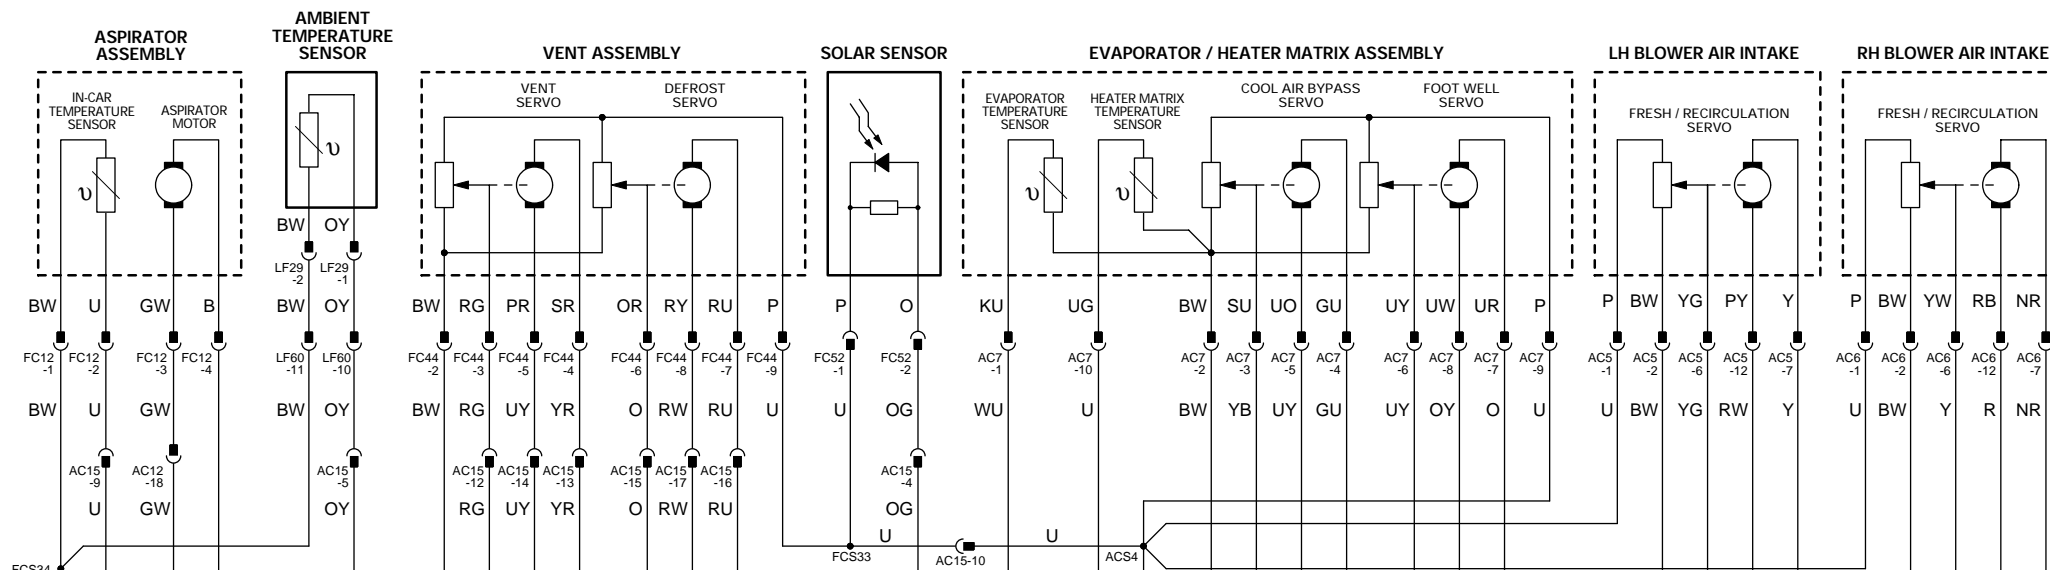 ASPIRATOR
ASSEMBLY
AMBIENT
TEMPERATURE
SENSOR
VENT ASSEMBLY
SOLAR SENSOR
EVAPORATOR / HEATER MATRIX ASSEMBLY
LH BLOWER AIR INTAKE
RH BLOWER AIR INTAKE
IN-CAR
TEMPERATURE
SENSOR
ASPIRATOR
MOTOR
VENT
SERVO
DEFROST
SERVO
EVAPORATOR
TEMPERATURE
SENSOR
HEATER MATRIX
TEMPERATURE
SENSOR
COOL AIR BYPASS
SERVO
FOOT WELL
SERVO
FRESH / RECIRCULATION
SERVO
FRESH / RECIRCULATION
SERVO
υ υ υ υ
BW OY
LF29 -2 LF29 -1
BW U GW B BW OY BW RG PR SR OR RY RU P P O KU UG BW SU UO GU UY UW UR P P BW YG PY Y P BW YW RB NR
FC12 -1 FC12 -2 FC12 -3 FC12 -4 LF60 -11 LF60 -10 FC44 -2 FC44 -3 FC44 -5 FC44 -4 FC44 -6 FC44 -8 FC44 -7 FC44 -9 FC52 -1 FC52 -2 AC7 -1 AC7 -10 AC7 -2 AC7 -3 AC7 -5 AC7 -4 AC7 -6 AC7 -8 AC7 -7 AC7 -9 AC5 -1 AC5 -2 AC5 -6 AC5 -12 AC5 -7 AC6 -1 AC6 -2 AC6 -6 AC6 -12 AC6 -7
BW U GW BW OY BW RG UY YR O RW RU U U OG WU U BW YB UY GU UY OY O U U BW YG RW Y U BW Y R NR
AC15 -9 AC12 -18 AC15 -5 AC15 -12 AC15 -14 AC15 -13 AC15 -15 AC15 -17 AC15 -16 AC15 -4
U GW OY RG UY YR O RW RU OG
U U
FCS33 AC15-10 ACS4
FCS34